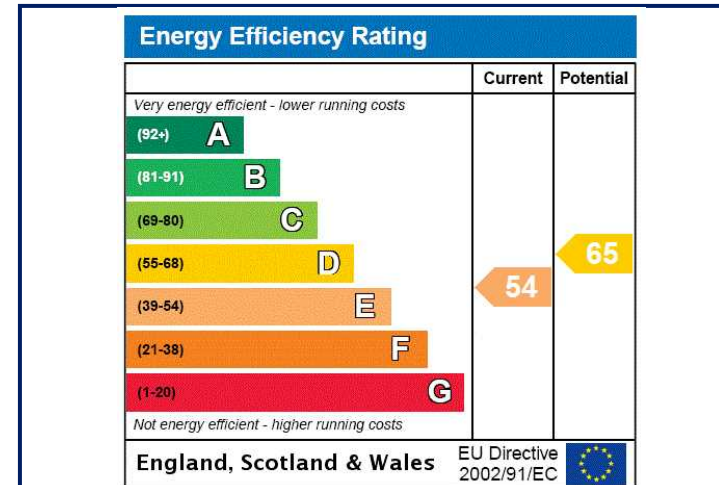 Energy Efficiency Rating
Current Potential
Very energy efficient - lower running costs
(92+) A
(81-91) B
(69-80) C
(55-68) D 65
(39-54) E 54
(21-38) F
(1-20) G
Not energy efficient - higher running costs
England, Scotland & Wales EU Directive 2002/91/EC